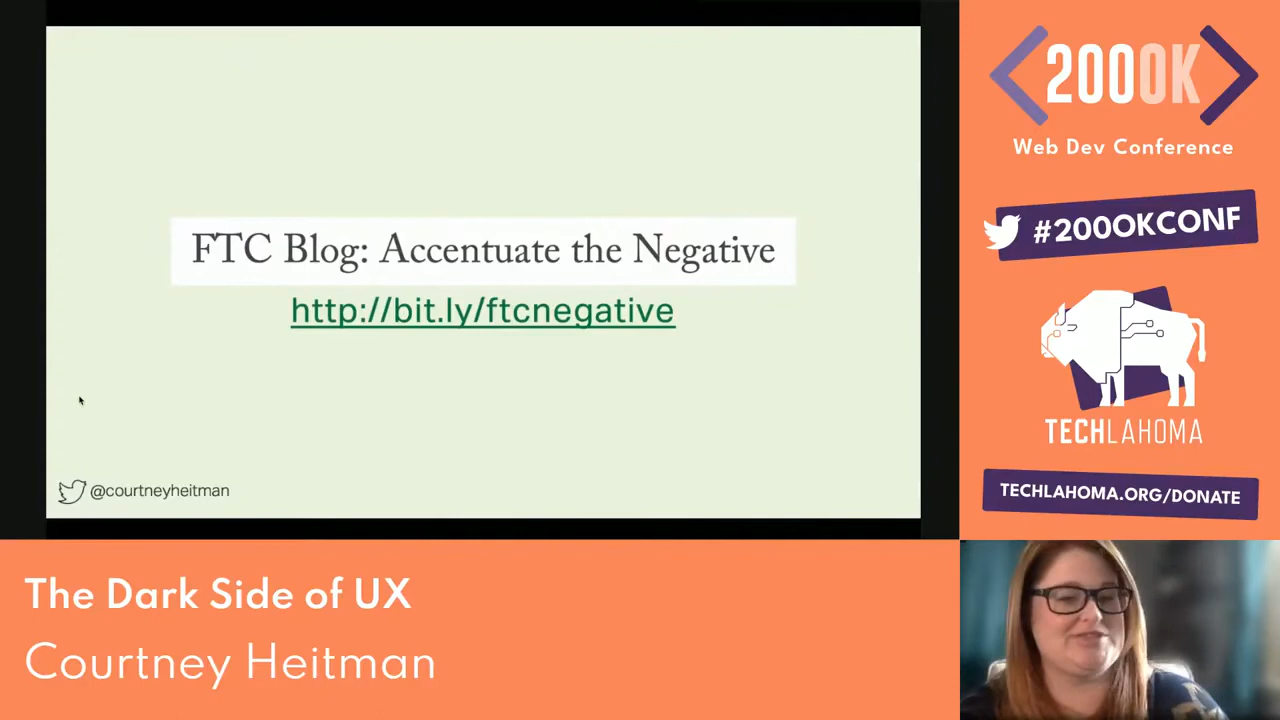 FTC Blog: Accentuate the Negative
http://bit.ly/ftcnegative
@courtneyheitman
200OK
Web Dev Conference
#200OKCONF
TECHLAHOMA
TECHLAHOMA.ORG/DONATE
The Dark Side of UX
Courtney Heitman